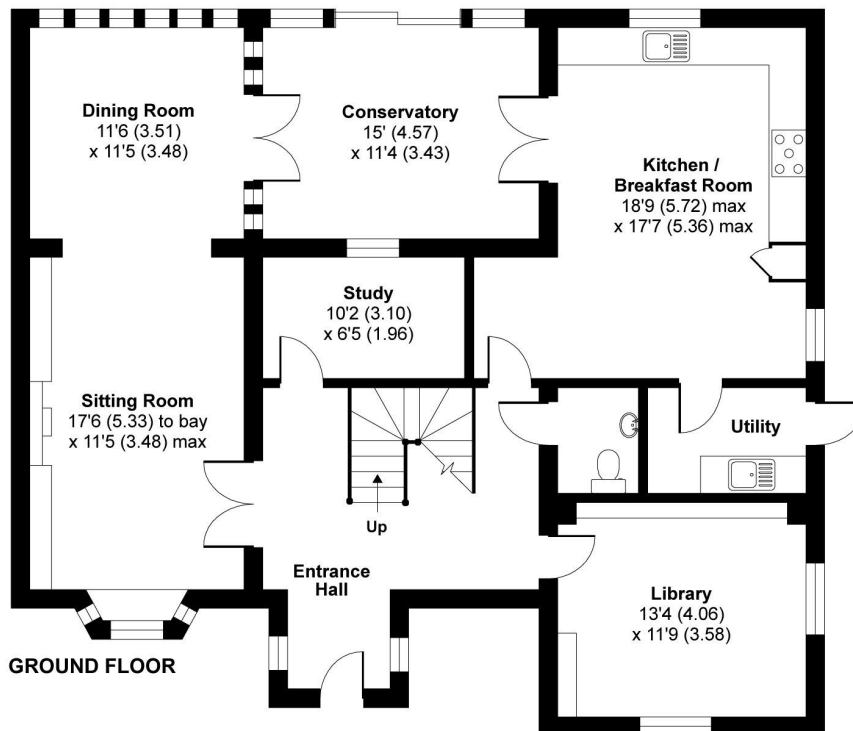 Dining Room
11'6 (3.51)
x 11'5 (3.48)
Conservatory
15' (4.57)
x 11'4 (3.43)
Kitchen /
Breakfast Room
18'9 (5.72) max
x 17'7 (5.36) max
Study
10'2 (3.10)
x 6'5 (1.96)
Sitting Room
17'6 (5.33) to bay
x 11'5 (3.48) max
Utility
Up
Entrance
Hall
Library
13'4 (4.06)
x 11'9 (3.58)
GROUND FLOOR